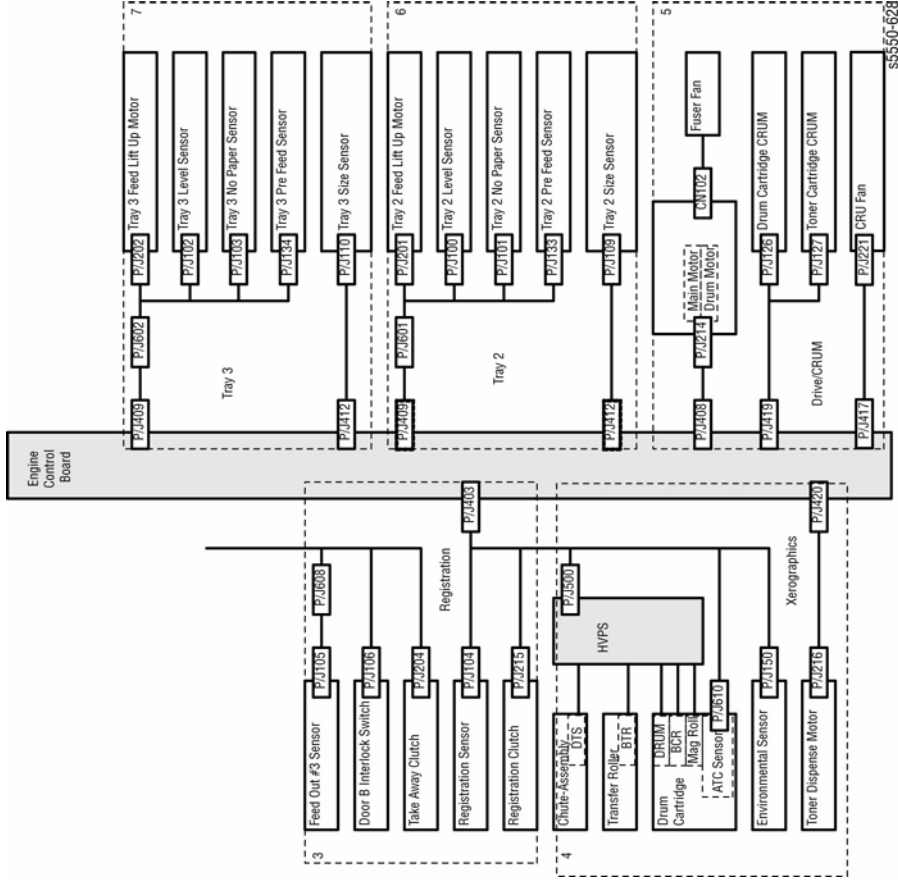 Engine
Control
Board
7
P/J409
P/J602
P/J202
Tray 3 Feed Lift Up Motor
P/J102
Tray 3 Level Sensor
P/J103
Tray 3 No Paper Sensor
P/J134
Tray 3 Pre Feed Sensor
Tray 3
P/J412
P/J110
Tray 3 Size Sensor
6
P/J409
P/J601
P/J201
Tray 2 Feed Lift Up Motor
P/J100
Tray 2 Level Sensor
P/J101
Tray 2 No Paper Sensor
P/J133
Tray 2 Pre Feed Sensor
Tray 2
P/J412
P/J109
Tray 2 Size Sensor
5
P/J408
P/J214
Main Motor
Drum Motor
CN102
Fuser Fan
P/J419
P/J126
Drum Cartridge CRUM
P/J127
Toner Cartridge CRUM
Drive/CRUM
P/J417
P/J221
CRU Fan
s5550-628
3
Feed Out #3 Sensor
P/J105
P/J608
Door B Interlock Switch
P/J106
Take Away Clutch
P/J204
Registration
Registration Sensor
P/J104
P/J403
Registration Clutch
P/J215
4
Chute-Assembly
DTS
HVPS
P/J500
Transfer Roller
BTR
Drum
Cartridge
DRUM
BCR
Mag Roll
ATC Sensor
P/J610
Environmental Sensor
P/J150
Xerographics
Toner Dispense Motor
P/J216
P/J420